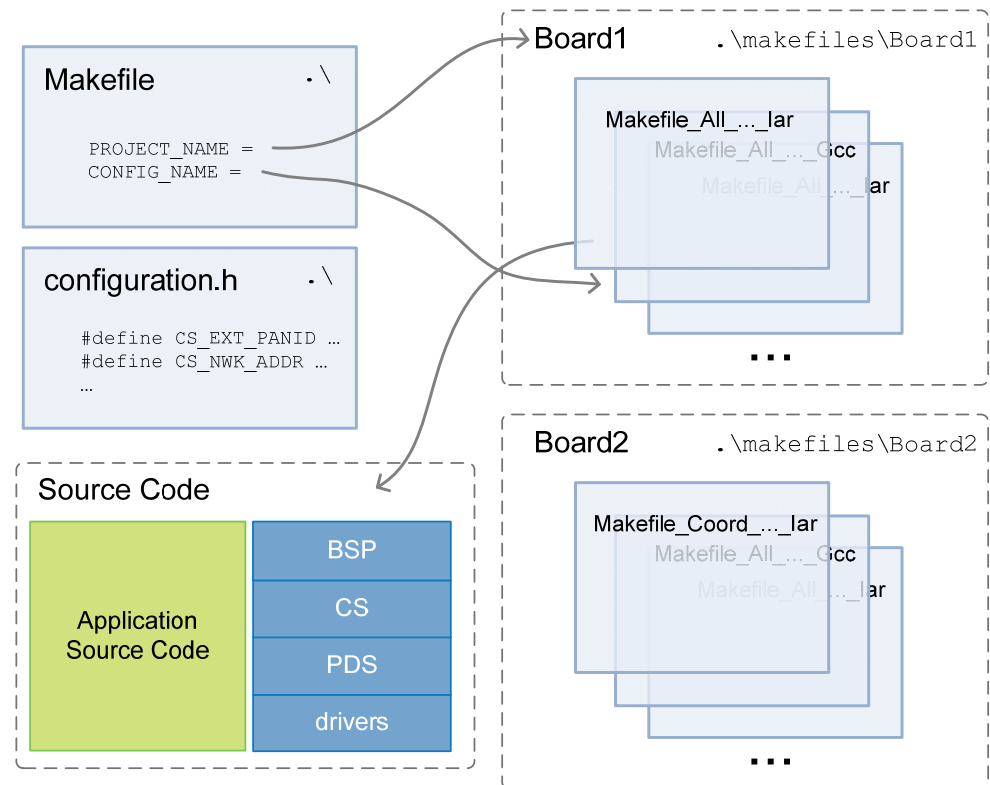 Makefile .\
PROJECT_NAME =
CONFIG_NAME =
configuration.h .\
#define CS_EXT_PANID …
#define CS_NWK_ADDR …
…
Source Code
Application
Source Code
BSP
CS
PDS
drivers
Board1 .\makefiles\Board1
Makefile_All_..._Iar
Makefile_All_..._Gcc
Makefile_All_..._Iar
...
Board2 .\makefiles\Board2
Makefile_Coord_..._Iar
Makefile_All_..._Gcc
Makefile_All_..._Iar
...